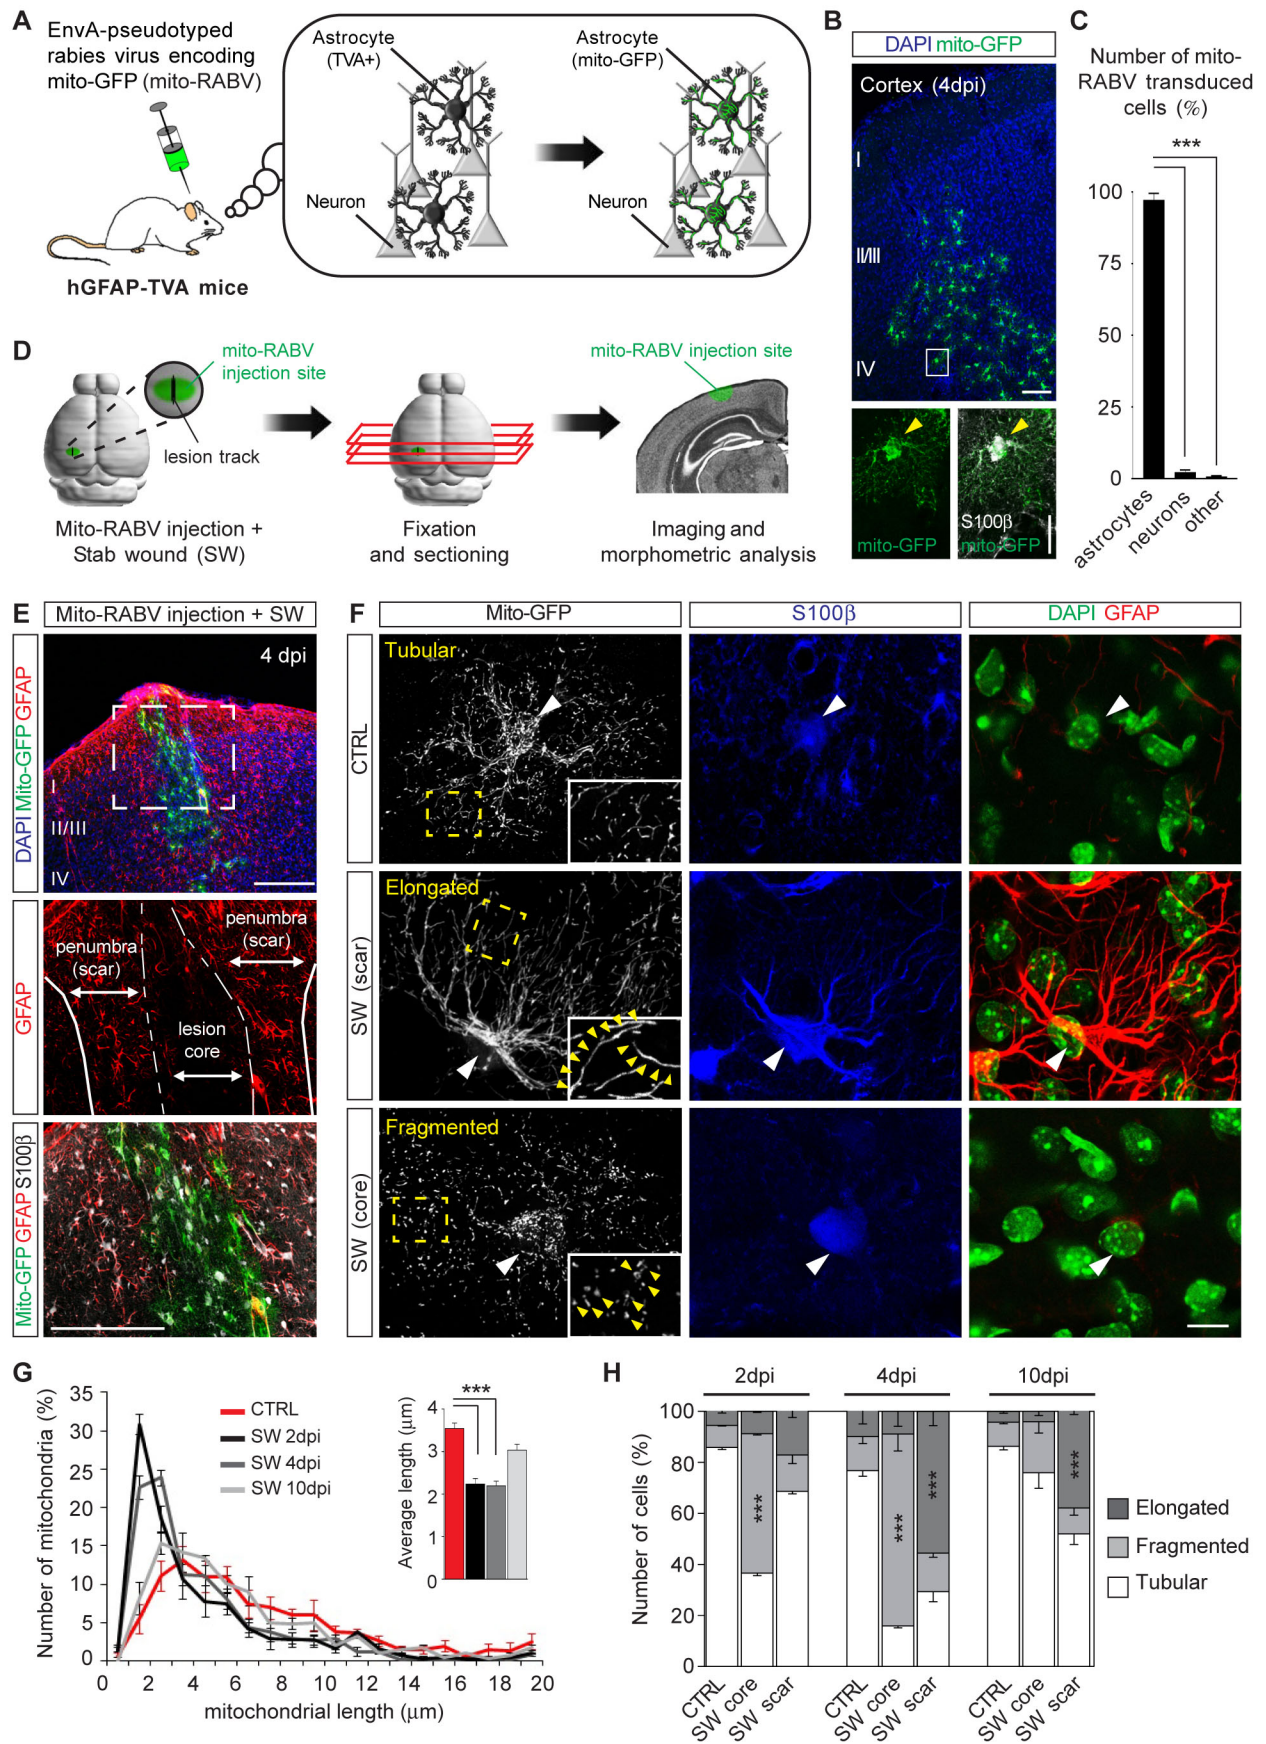 A
EnvA-pseudotyped
rabies virus encoding
mito-GFP (mito-RABV)
hGFAP-TVA mice
Astrocyte
(TVA+)
Neuron
Astrocyte
(mito-GFP)
Neuron
B
DAPI mito-GFP
Cortex (4dpi)
I
II/III
IV
mito-GFP
S100β
mito-GFP
C
Number of mito-
RABV transduced
cells (%)
***
100
75
50
25
0
astrocytes
neurons
other
D
mito-RABV
injection site
lesion track
Mito-RABV injection +
Stab wound (SW)
Fixation
and sectioning
mito-RABV injection site
Imaging and
morphometric analysis
E
Mito-RABV injection + SW
DAPI Mito-GFP GFAP
4 dpi
I
II/III
IV
GFAP
penumbra
(scar)
penumbra
(scar)
lesion
core
Mito-GFP GFAP S100β
F
Mito-GFP
S100β
DAPI GFAP
CTRL
Tubular
SW (scar)
Elongated
SW (core)
Fragmented
G
Number of mitochondria (%)
35
30
25
20
15
10
5
0
0 2 4 6 8 10 12 14 16 18 20
mitochondrial length (μm)
CTRL
SW 2dpi
SW 4dpi
SW 10dpi
Average length (μm)
***
4
3
2
1
0
H
2dpi
4dpi
10dpi
Number of cells (%)
100
80
60
40
20
0
***
***
***
***
CTRL
SW core
SW scar
CTRL
SW core
SW scar
CTRL
SW core
SW scar
Elongated
Fragmented
Tubular